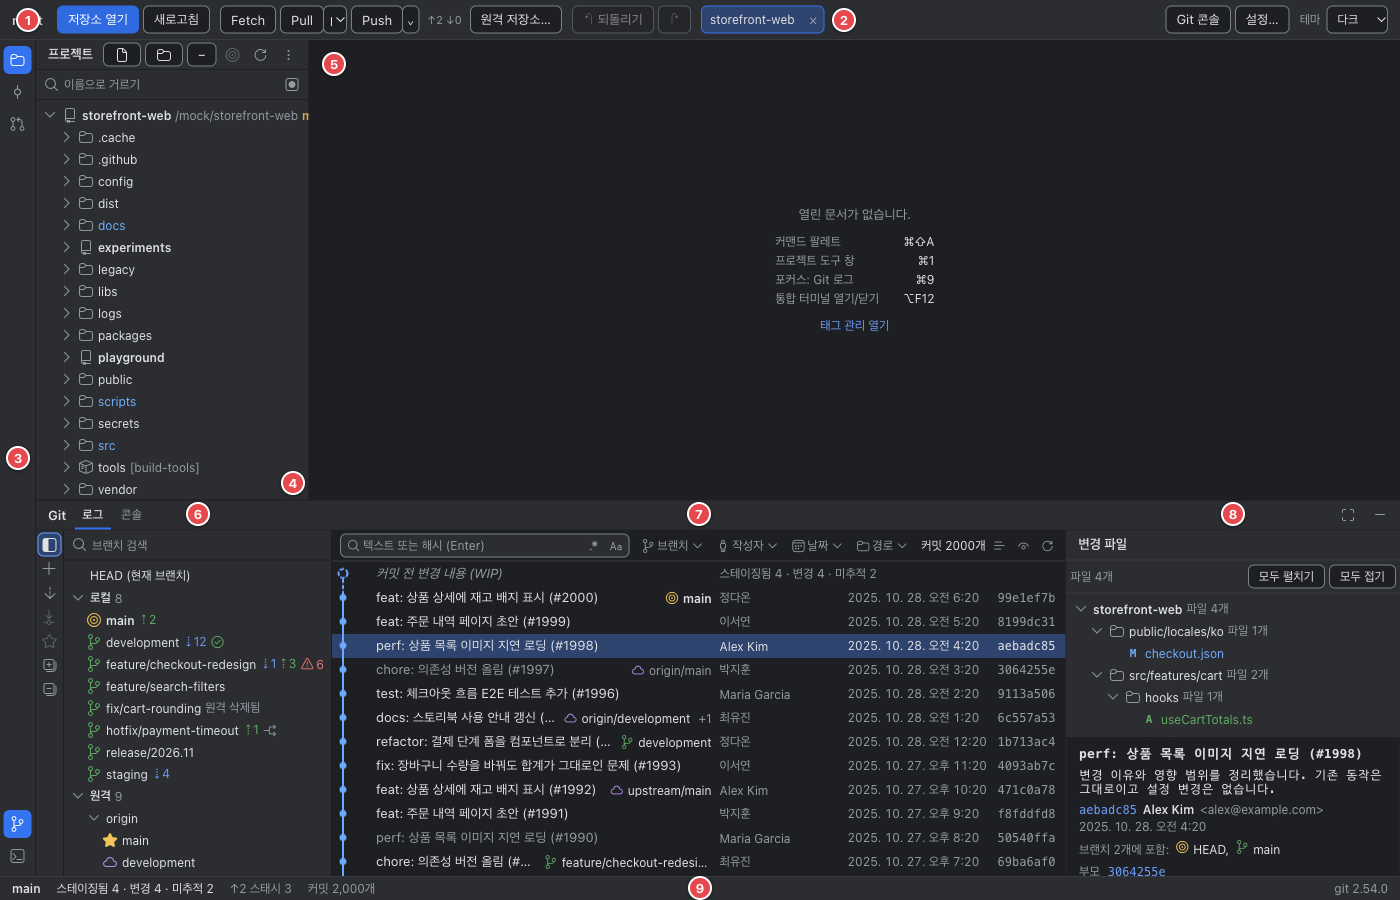 1 저장소 열기 새로고침 Fetch Pull Push ↑2 ↓0 원격 저장소... 되돌리기 storefront-web × 2 Git 콘솔 설정... 테마 다크
프로젝트
이름으로 거르기
storefront-web /mock/storefront-web
.cache
.github
config
dist
docs
experiments
legacy
libs
logs
packages
playground
public
scripts
secrets
src
tools [build-tools]
vendor
3
4
5
열린 문서가 없습니다.
커맨드 팔레트 ⌘⇧A
프로젝트 도구 창 ⌘1
포커스: Git 로그 ⌘9
통합 터미널 열기/닫기 ⌥F12
태그 관리 열기
Git 로그 콘솔 6 7 8
브랜치 검색
HEAD (현재 브랜치)
로컬 8
main ↑2
development ↓12
feature/checkout-redesign ↓1 ↑3 6
feature/search-filters
fix/cart-rounding 원격 삭제됨
hotfix/payment-timeout ↑1
release/2026.11
staging ↓4
원격 9
origin
main
development
텍스트 또는 해시 (Enter) .* Aa 브랜치 작성자 날짜 경로 커밋 2000개
커밋 전 변경 내용 (WIP) 스테이징됨 4 · 변경 4 · 미추적 2
feat: 상품 상세에 재고 배지 표시 (#2000) main 정다온 2025. 10. 28. 오전 6:20 99e1ef7b
feat: 주문 내역 페이지 초안 (#1999) 이서연 2025. 10. 28. 오전 5:20 8199dc31
perf: 상품 목록 이미지 지연 로딩 (#1998) Alex Kim 2025. 10. 28. 오전 4:20 aebadc85
chore: 의존성 버전 올림 (#1997) origin/main 박지훈 2025. 10. 28. 오전 3:20 3064255e
test: 체크아웃 흐름 E2E 테스트 추가 (#1996) Maria Garcia 2025. 10. 28. 오전 2:20 9113a506
docs: 스토리북 사용 안내 갱신 (... origin/development +1 최유진 2025. 10. 28. 오전 1:20 6c557a53
refactor: 결제 단계 폼을 컴포넌트로 분리 (... development 정다온 2025. 10. 28. 오전 12:20 1b713ac4
fix: 장바구니 수량을 바꿔도 합계가 그대로인 문제 (#1993) 이서연 2025. 10. 27. 오후 11:20 4093ab7c
feat: 상품 상세에 재고 배지 표시 (#1992) upstream/main Alex Kim 2025. 10. 27. 오후 10:20 471c0a78
feat: 주문 내역 페이지 초안 (#1991) 박지훈 2025. 10. 27. 오후 9:20 f8fddfd8
perf: 상품 목록 이미지 지연 로딩 (#1990) Maria Garcia 2025. 10. 27. 오후 8:20 50540ffa
chore: 의존성 버전 올림 (#... feature/checkout-redesi... 최유진 2025. 10. 27. 오후 7:20 69ba6af0
변경 파일
파일 4개 모두 펼치기 모두 접기
storefront-web 파일 4개
public/locales/ko 파일 1개
M checkout.json
src/features/cart 파일 2개
hooks 파일 1개
A useCartTotals.ts
perf: 상품 목록 이미지 지연 로딩 (#1998)
변경 이유와 영향 범위를 정리했습니다. 기존 동작은
그대로이고 설정 변경은 없습니다.
aebadc85 Alex Kim <alex@example.com>
2025. 10. 28. 오전 4:20
브랜치 2개에 포함: HEAD, main
부모 3064255e
main 스테이징됨 4 · 변경 4 · 미추적 2 ↑2 스태시 3 커밋 2,000개 9 git 2.54.0